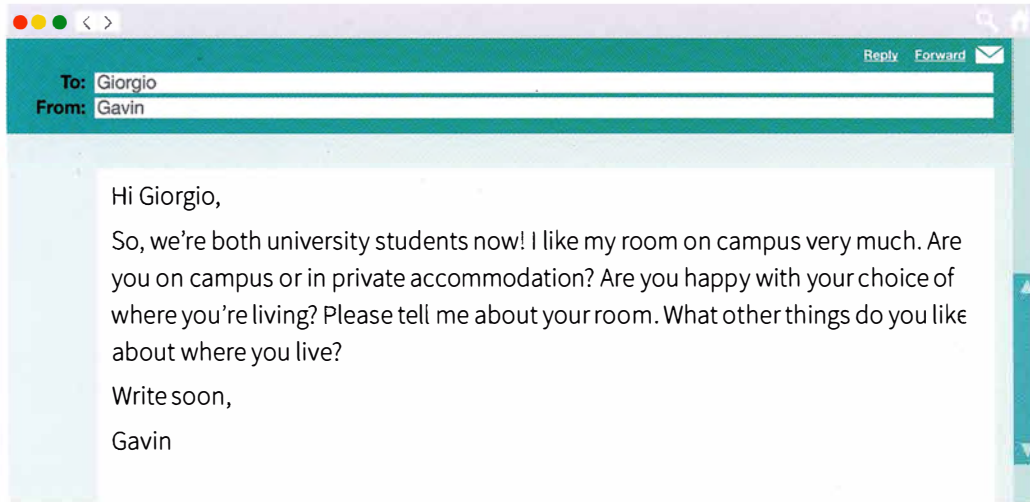 Reply Forward
To: Giorgio
From: Gavin
Hi Giorgio,
So, we're both university students now! I like my room on campus very much. Are
you on campus or in private accommodation? Are you happy with your choice of
where you're living? Please tell me about your room. What other things do you like
about where you live?
Write soon,
Gavin